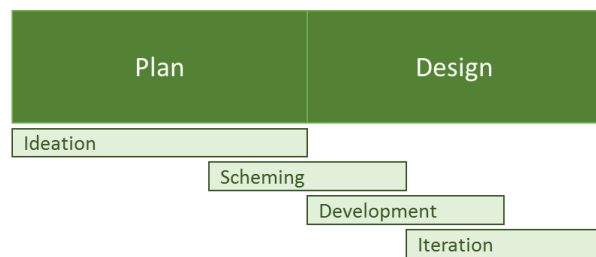 Plan
Design
Ideation
Scheming
Development
Iteration